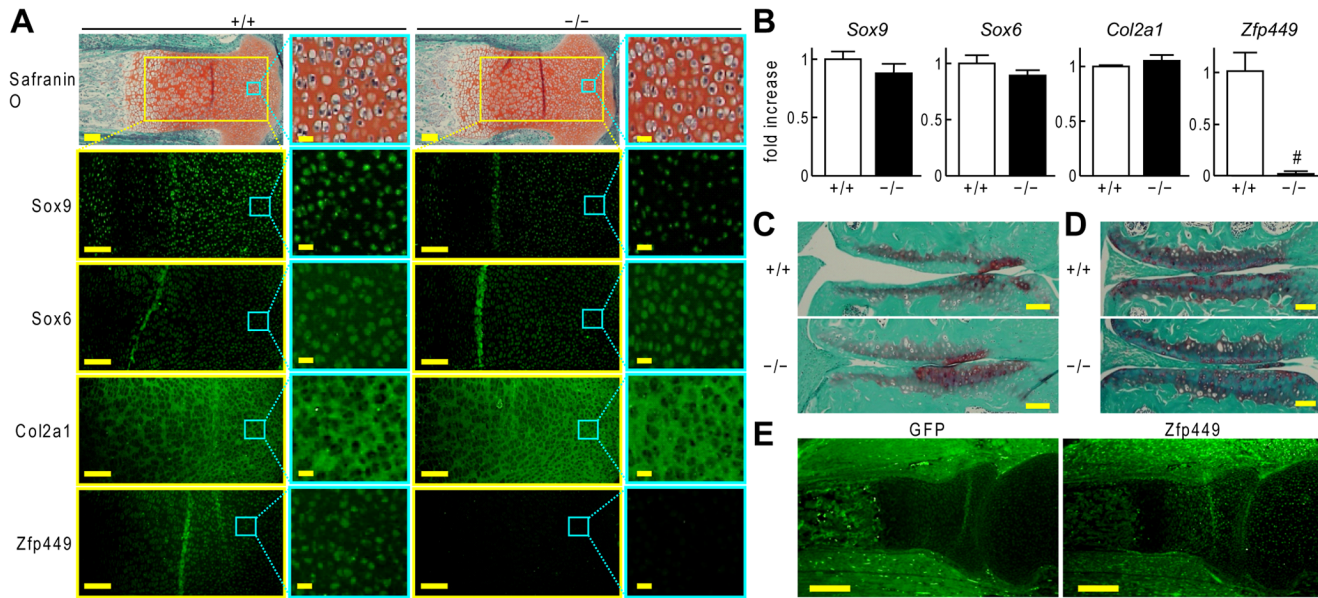 A
+/+
−/−
Safranin
O
Sox9
Sox6
Col2a1
Zfp449
B
Sox9
Sox6
Col2a1
Zfp449
fold increase
1
0.5
0
+/+
−/−
1
0.5
0
+/+
−/−
1
0.5
0
+/+
−/−
1
0.5
0
#
+/+
−/−
C
+/+
−/−
D
+/+
−/−
E
GFP
Zfp449